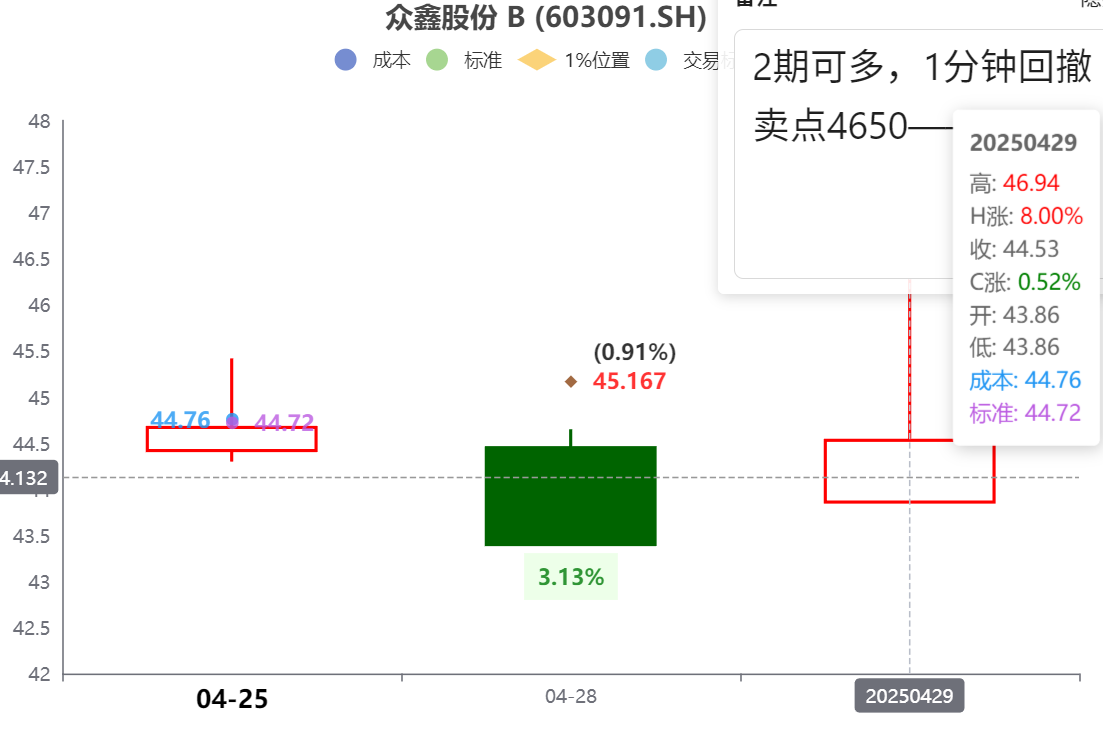 众鑫股份 B (603091.SH)
成本 标准 1%位置 交易
2期可多，1分钟回撤
卖点4650—
20250429
高: 46.94
H涨: 8.00%
收: 44.53
C涨: 0.52%
开: 43.86
低: 43.86
成本: 44.76
标准: 44.72
48
47.5
47
46.5
46
45.5
45
44.5
4.132
43.5
43
42.5
42
44.76 44.72
(0.91%)
45.167
3.13%
04-25 04-28 20250429